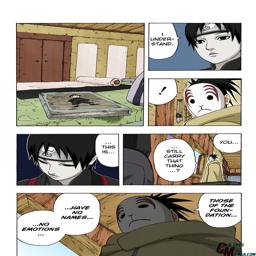 I
UNDER-
STAND.
!
YOU...
... STILL
CARRY
THAT
THING
...?
THIS
IS...
THOSE
OF THE
FOUN-
DATION...
...HAVE
NO
NAMES...
...NO
EMOTIONS
...